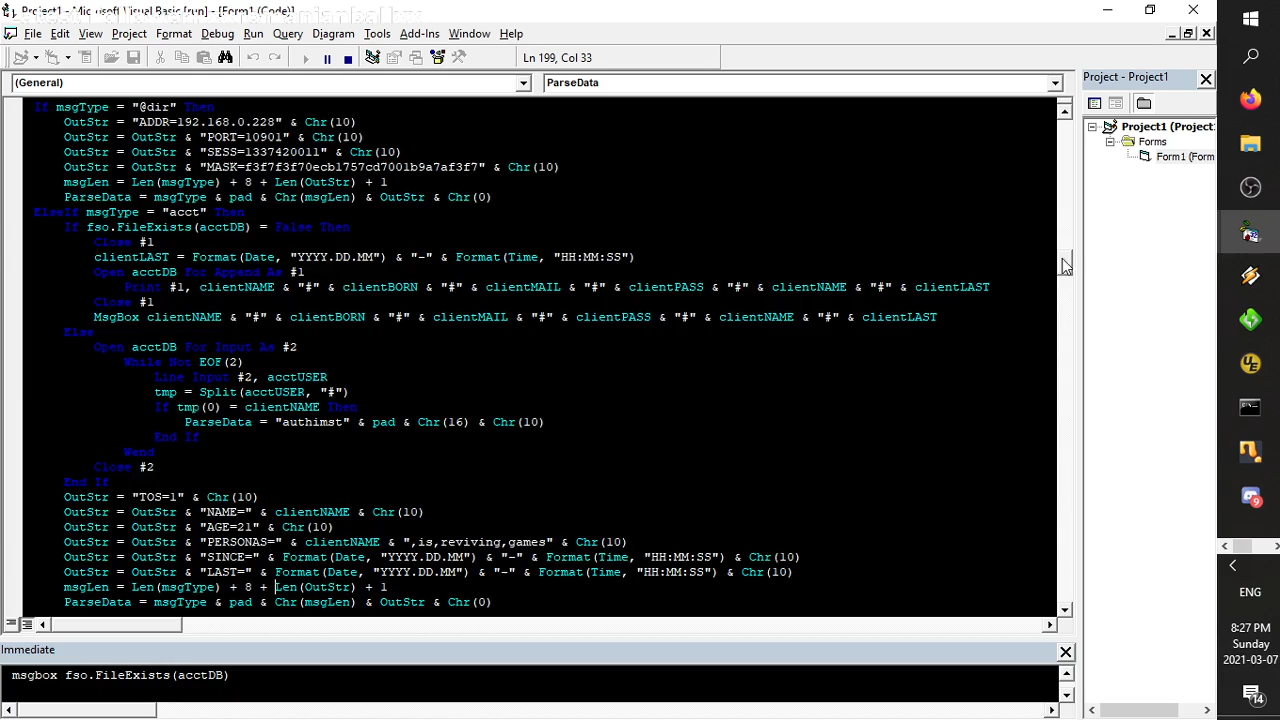 Project1 - Microsoft Visual Basic [run] - [Form1 (Code)]
File Edit View Project Format Debug Run Query Diagram Tools Add-Ins Window Help
Ln 199, Col 33
(General) ParseData
Project - Project1
If msgType = "@dir" Then
OutStr = "ADDR=192.168.0.228" & Chr(10)
OutStr = OutStr & "PORT=10901" & Chr(10)
OutStr = OutStr & "SESS=1337420011" & Chr(10)
OutStr = OutStr & "MASK=f3f7f3f70ecb1757cd7001b9a7af3f7" & Chr(10)
msgLen = Len(msgType) + 8 + Len(OutStr) + 1
ParseData = msgType & pad & Chr(msgLen) & OutStr & Chr(0)
ElseIf msgType = "acct" Then
If fso.FileExists(acctDB) = False Then
Close #1
clientLAST = Format(Date, "YYYY.DD.MM") & "-" & Format(Time, "HH:MM:SS")
Open acctDB For Append As #1
Print #1, clientNAME & "#" & clientBORN & "#" & clientMAIL & "#" & clientPASS & "#" & clientNAME & "#" & clientLAST
Close #1
MsgBox clientNAME & "#" & clientBORN & "#" & clientMAIL & "#" & clientPASS & "#" & clientNAME & "#" & clientLAST
Else
Open acctDB For Input As #2
While Not EOF(2)
Line Input #2, acctUSER
tmp = Split(acctUSER, "#")
If tmp(0) = clientNAME Then
ParseData = "authimst" & pad & Chr(16) & Chr(10)
End If
Wend
Close #2
End If
OutStr = "TOS=1" & Chr(10)
OutStr = OutStr & "NAME=" & clientNAME & Chr(10)
OutStr = OutStr & "AGE=21" & Chr(10)
OutStr = OutStr & "PERSONAS=" & clientNAME & ",is,reviving,games" & Chr(10)
OutStr = OutStr & "SINCE=" & Format(Date, "YYYY.DD.MM") & "-" & Format(Time, "HH:MM:SS") & Chr(10)
OutStr = OutStr & "LAST=" & Format(Date, "YYYY.DD.MM") & "-" & Format(Time, "HH:MM:SS") & Chr(10)
msgLen = Len(msgType) + 8 + Len(OutStr) + 1
ParseData = msgType & pad & Chr(msgLen) & OutStr & Chr(0)
Immediate
msgbox fso.FileExists(acctDB)
Project1 (Project
Forms
Form1 (Form
9
ENG
8:27 PM
Sunday
2021-03-07
14